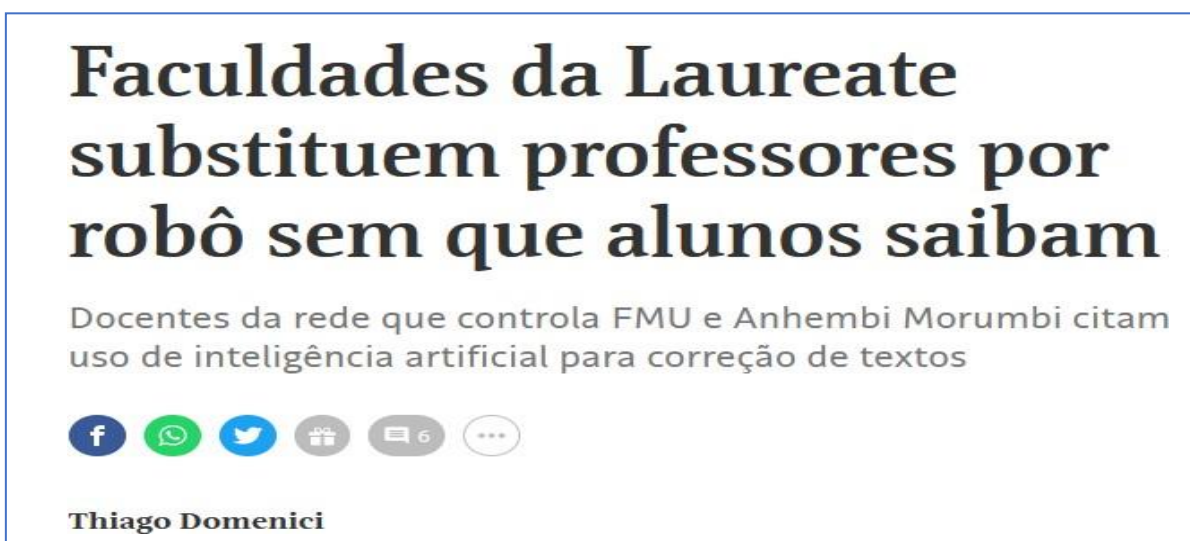 Faculdades da Laureate
substituem professores por
robô sem que alunos saibam
Docentes da rede que controla FMU e Anhembi Morumbi citam
uso de inteligência artificial para correção de textos
f 6
Thiago Domenici